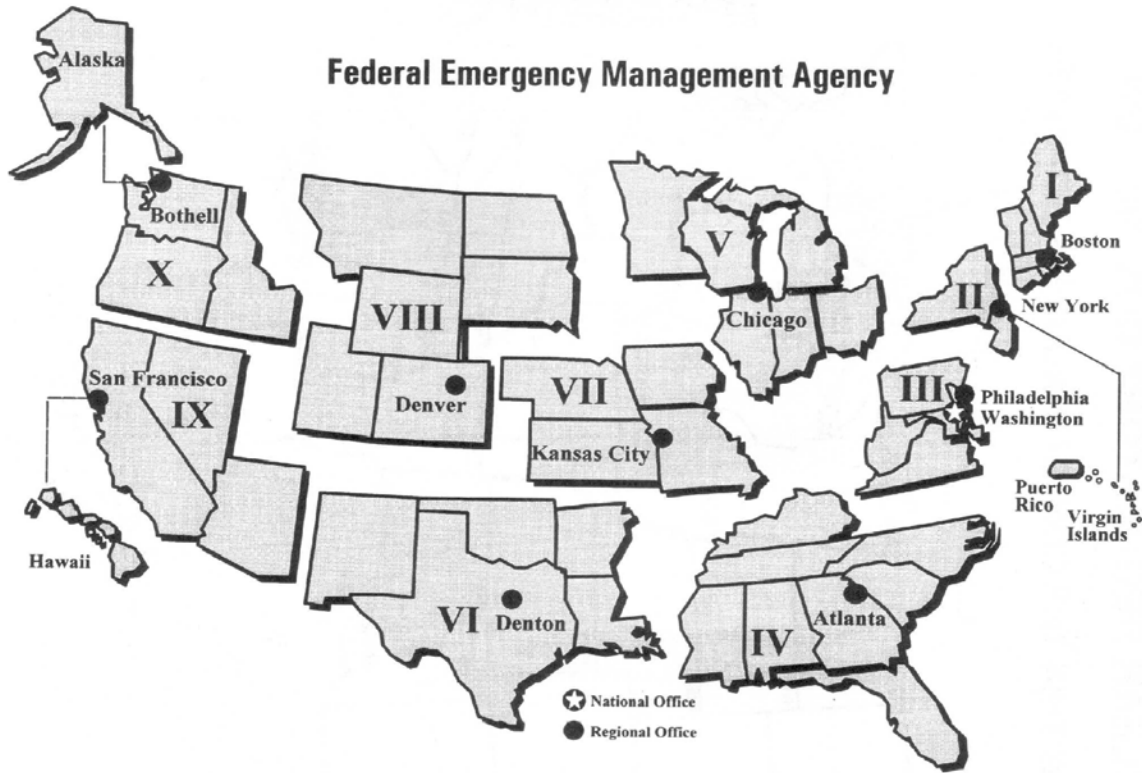 Alaska
Federal Emergency Management Agency
Bothell
X
VIII
V
Chicago
I
Boston
II
New York
San Francisco
IX
Denver
VII
Kansas City
III
Philadelphia
Washington
Puerto
Rico
Virgin
Islands
Hawaii
VI
Denton
IV
Atlanta
National Office
Regional Office